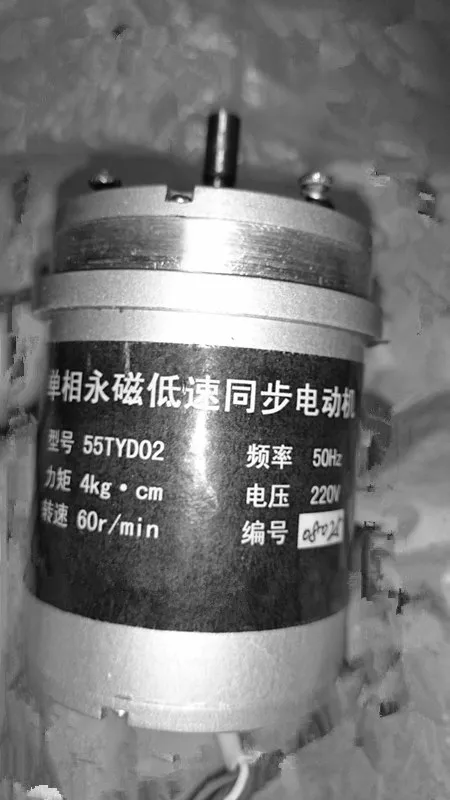 单相永磁低速同步电动机
型号 55TYD02 频率 50Hz
力矩 4kg·cm 电压 220V
转速 60r/min 编号